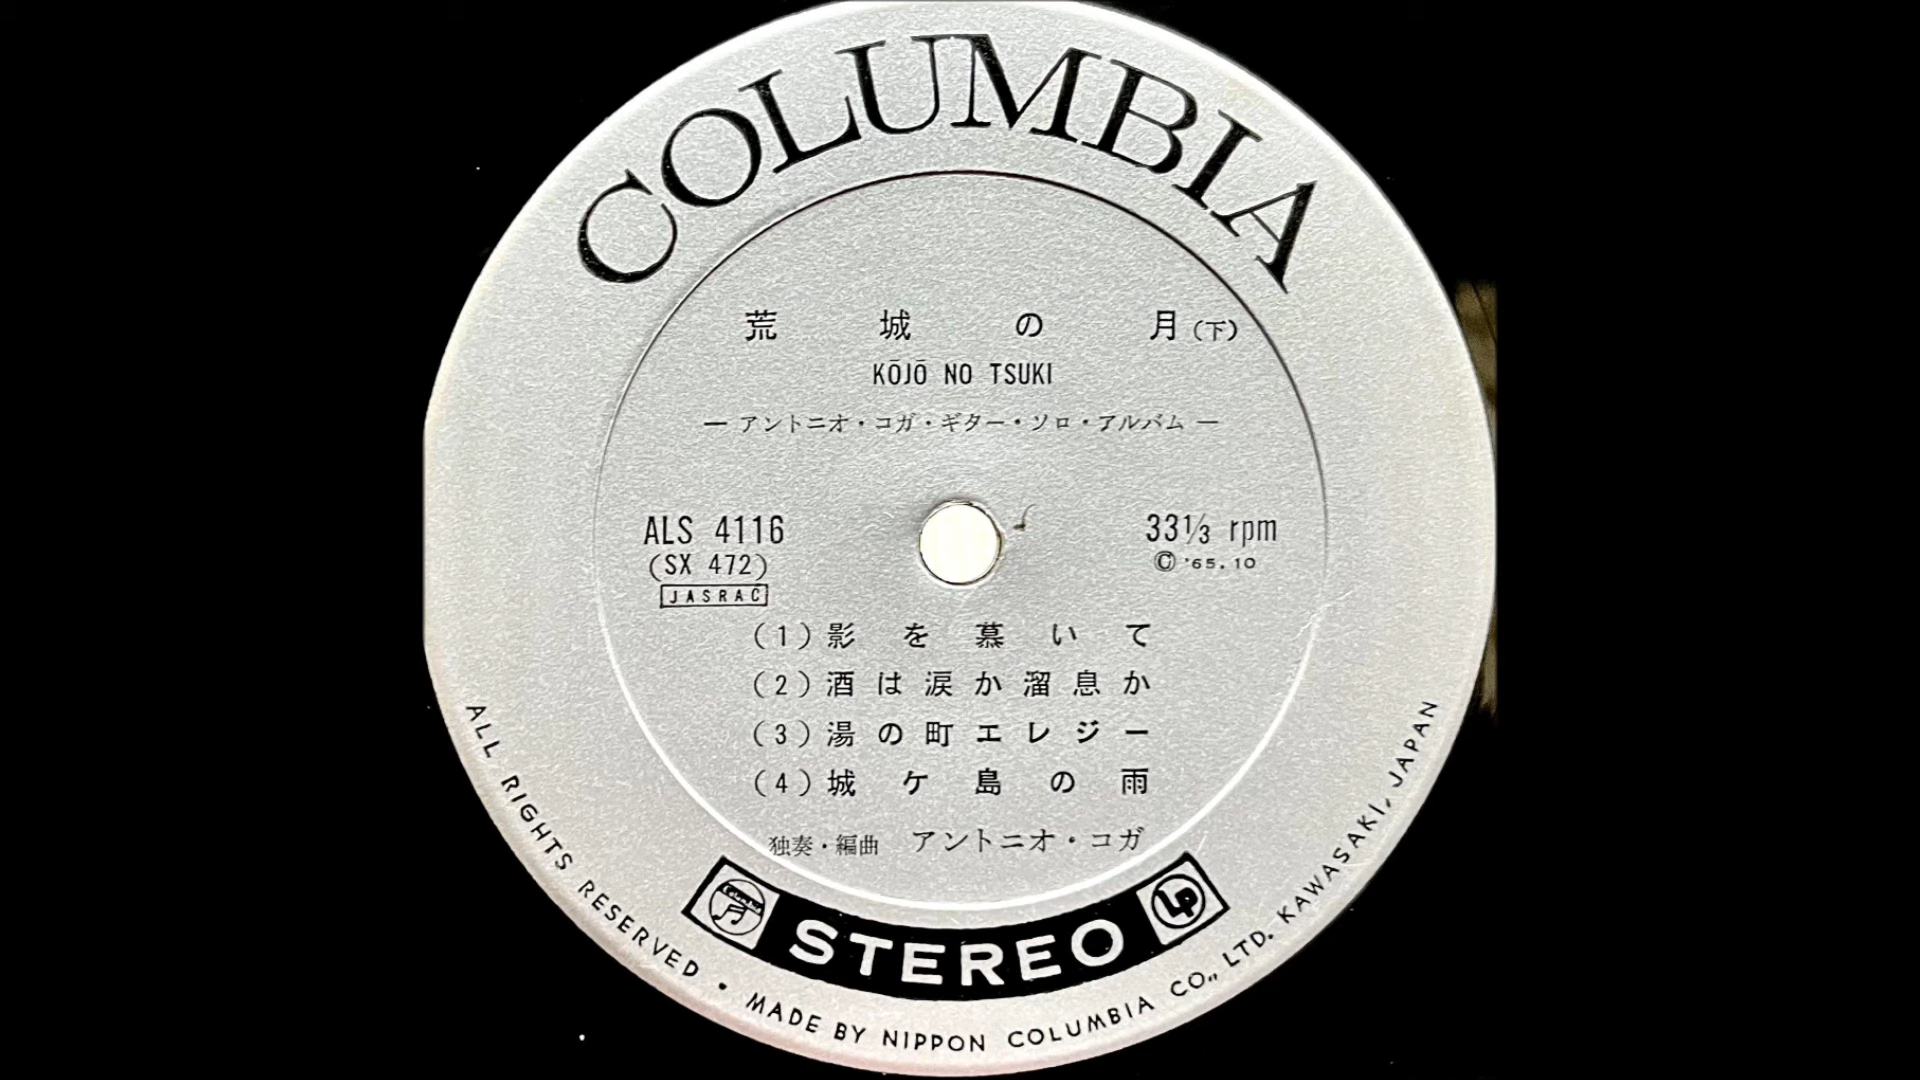 COLUMBIA
荒城の月(下)
KŌJŌ NO TSUKI
― アントニオ・コガ・ギター・ソロ・アルバム ―
ALS 4116
33⅓ rpm
(SX 472)
Ⓒ '65.10
JASRAC
(1) 影を慕いて
(2) 酒は涙か溜息か
(3) 湯の町エレジー
(4) 城ケ島の雨
独奏・編曲 アントニオ・コガ
LP
STEREO
ALL RIGHTS RESERVED • MADE BY NIPPON COLUMBIA CO., LTD. KAWASAKI, JAPAN